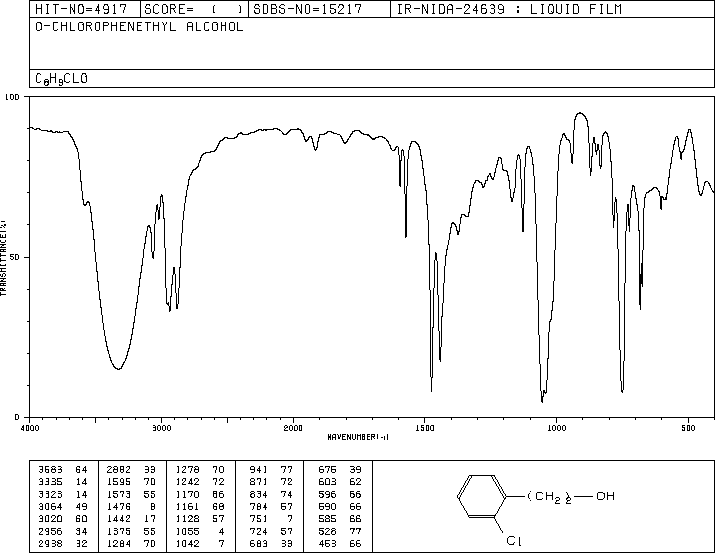 HIT-NO=4917 SCORE= ( ) SDBS-NO=15217 IR-NIDA-24639 : LIQUID FILM
O-CHLOROPHENETHYL ALCOHOL
C8H9CLO
100
50
0
TRANSMITTANCE(%)
4000 3000 2000 1500 1000 500
WAVENUMBER(-1)
3583 64 2882 33 1278 70 941 77 675 39
3335 14 1595 70 1242 72 871 72 603 62
3323 14 1573 55 1170 66 834 74 596 66
3064 49 1476 8 1161 68 784 57 590 66
3020 60 1442 17 1128 57 751 7 585 66
2956 34 1375 55 1055 4 724 57 528 77
2938 32 1284 70 1042 7 683 39 453 66
(CH2)2 OH
Cl